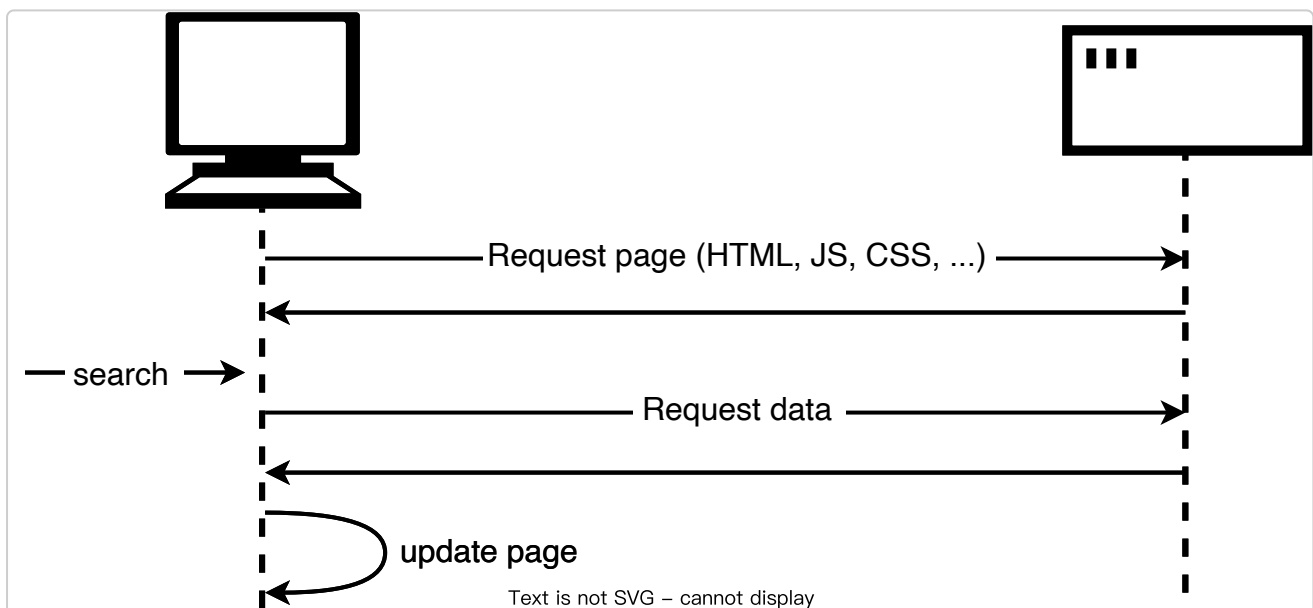 Request page (HTML, JS, CSS, ...)
search
Request data
update page
Text is not SVG – cannot display